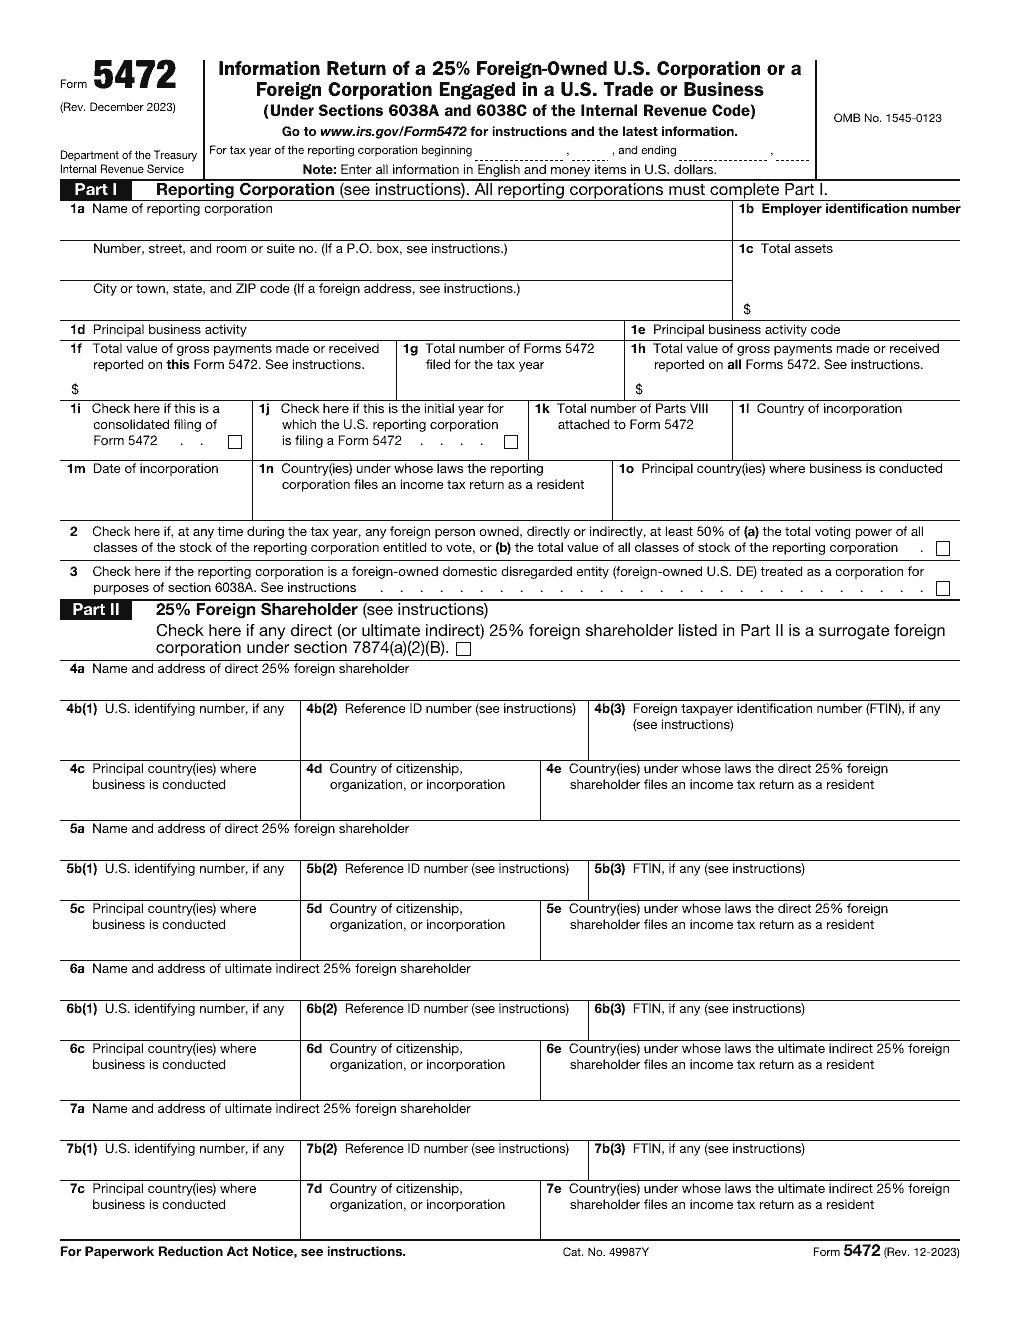 Form 5472
(Rev. December 2023)
Department of the Treasury
Internal Revenue Service
Information Return of a 25% Foreign-Owned U.S. Corporation or a
Foreign Corporation Engaged in a U.S. Trade or Business
(Under Sections 6038A and 6038C of the Internal Revenue Code)
Go to www.irs.gov/Form5472 for instructions and the latest information.
For tax year of the reporting corporation beginning , , and ending ,
Note: Enter all information in English and money items in U.S. dollars.
OMB No. 1545-0123
Part I Reporting Corporation (see instructions). All reporting corporations must complete Part I.
1a Name of reporting corporation
1b Employer identification number
Number, street, and room or suite no. (If a P.O. box, see instructions.)
1c Total assets
City or town, state, and ZIP code (If a foreign address, see instructions.)
$
1d Principal business activity
1e Principal business activity code
1f Total value of gross payments made or received
reported on this Form 5472. See instructions.
$
1g Total number of Forms 5472
filed for the tax year
1h Total value of gross payments made or received
reported on all Forms 5472. See instructions.
$
1i Check here if this is a
consolidated filing of
Form 5472 . .
1j Check here if this is the initial year for
which the U.S. reporting corporation
is filing a Form 5472 . . . .
1k Total number of Parts VIII
attached to Form 5472
1l Country of incorporation
1m Date of incorporation
1n Country(ies) under whose laws the reporting
corporation files an income tax return as a resident
1o Principal country(ies) where business is conducted
2 Check here if, at any time during the tax year, any foreign person owned, directly or indirectly, at least 50% of (a) the total voting power of all
classes of the stock of the reporting corporation entitled to vote, or (b) the total value of all classes of stock of the reporting corporation .
3 Check here if the reporting corporation is a foreign-owned domestic disregarded entity (foreign-owned U.S. DE) treated as a corporation for
purposes of section 6038A. See instructions . . . . . . . . . . . . . . . . . . . . . . . . . .
Part II 25% Foreign Shareholder (see instructions)
Check here if any direct (or ultimate indirect) 25% foreign shareholder listed in Part II is a surrogate foreign
corporation under section 7874(a)(2)(B).
4a Name and address of direct 25% foreign shareholder
4b(1) U.S. identifying number, if any
4b(2) Reference ID number (see instructions)
4b(3) Foreign taxpayer identification number (FTIN), if any
(see instructions)
4c Principal country(ies) where
business is conducted
4d Country of citizenship,
organization, or incorporation
4e Country(ies) under whose laws the direct 25% foreign
shareholder files an income tax return as a resident
5a Name and address of direct 25% foreign shareholder
5b(1) U.S. identifying number, if any
5b(2) Reference ID number (see instructions)
5b(3) FTIN, if any (see instructions)
5c Principal country(ies) where
business is conducted
5d Country of citizenship,
organization, or incorporation
5e Country(ies) under whose laws the direct 25% foreign
shareholder files an income tax return as a resident
6a Name and address of ultimate indirect 25% foreign shareholder
6b(1) U.S. identifying number, if any
6b(2) Reference ID number (see instructions)
6b(3) FTIN, if any (see instructions)
6c Principal country(ies) where
business is conducted
6d Country of citizenship,
organization, or incorporation
6e Country(ies) under whose laws the ultimate indirect 25% foreign
shareholder files an income tax return as a resident
7a Name and address of ultimate indirect 25% foreign shareholder
7b(1) U.S. identifying number, if any
7b(2) Reference ID number (see instructions)
7b(3) FTIN, if any (see instructions)
7c Principal country(ies) where
business is conducted
7d Country of citizenship,
organization, or incorporation
7e Country(ies) under whose laws the ultimate indirect 25% foreign
shareholder files an income tax return as a resident
For Paperwork Reduction Act Notice, see instructions.
Cat. No. 49987Y
Form 5472 (Rev. 12-2023)